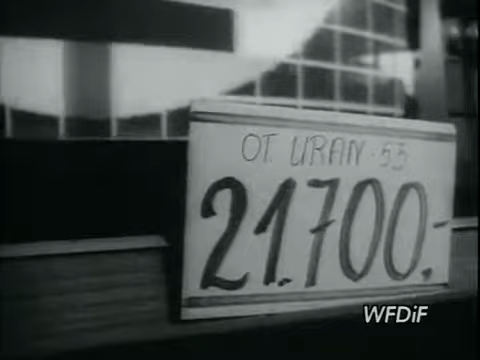 OT. URAN - 53
21.700,-
WFDiF